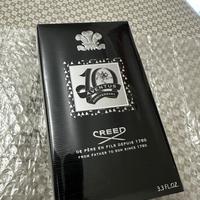 10
AVENTUS
ANNIVERSARY
CREED
DE PÈRE EN FILS DEPUIS 1760
FROM FATHER TO SON SINCE 1760
3.3 FL.OZ.